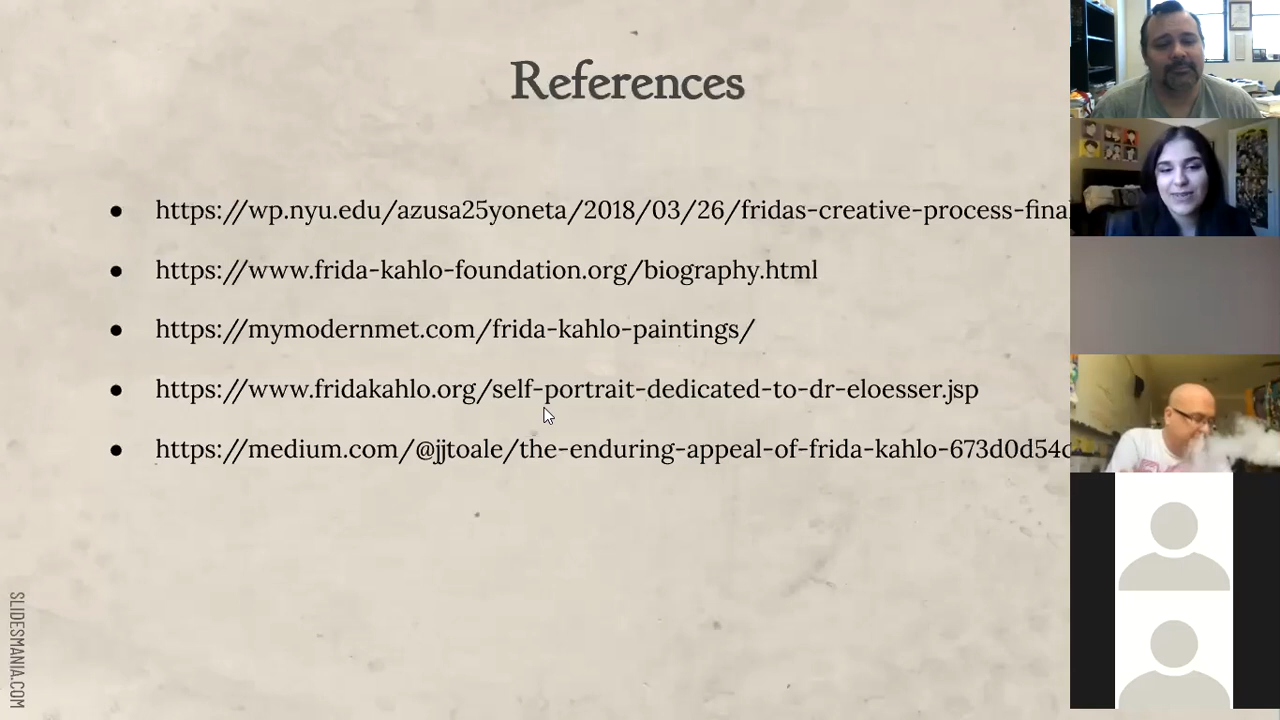 References
● https://wp.nyu.edu/azusa25yoneta/2018/03/26/fridas-creative-process-fina
● https://www.frida-kahlo-foundation.org/biography.html
● https://mymodernmet.com/frida-kahlo-paintings/
● https://www.fridakahlo.org/self-portrait-dedicated-to-dr-eloesser.jsp
● https://medium.com/@jjtoale/the-enduring-appeal-of-frida-kahlo-673d0d54c
SLIDESMANIA.COM